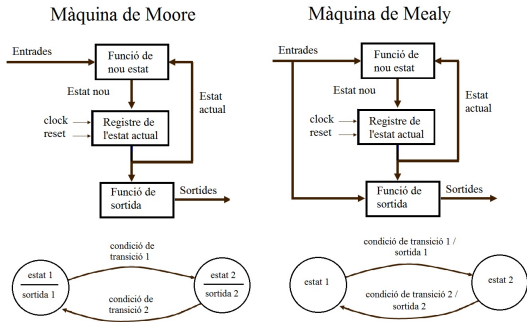 Màquina de Moore
Entrades
Funció de
nou estat
Estat nou
Estat
actual
clock
reset
Registre de
l'estat actual
Funció de
sortida
Sortides
condició de
transició 1
estat 1
sortida 1
estat 2
sortida 2
condició de
transició 2
Màquina de Mealy
Entrades
Funció de
nou estat
Estat nou
Estat
actual
clock
reset
Registre de
l'estat actual
Funció de
sortida
Sortides
condició de transició 1 /
sortida 1
estat 1
estat 2
condició de transició 2 /
sortida 2